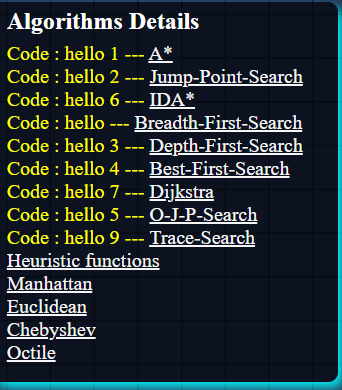 Algorithms Details
Code : hello 1 --- A*
Code : hello 2 --- Jump-Point-Search
Code : hello 6 --- IDA*
Code : hello --- Breadth-First-Search
Code : hello 3 --- Depth-First-Search
Code : hello 4 --- Best-First-Search
Code : hello 7 --- Dijkstra
Code : hello 5 --- O-J-P-Search
Code : hello 9 --- Trace-Search
Heuristic functions
Manhattan
Euclidean
Chebyshev
Octile